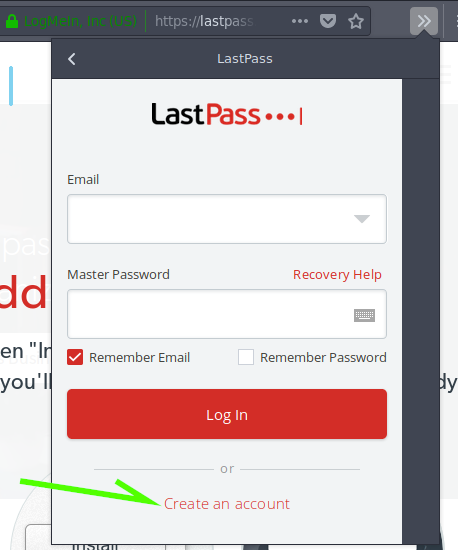 LogMeIn, Inc (US) https://lastpass
LastPass
LastPass
Email
Master Password Recovery Help
Remember Email Remember Password
Log In
or
Create an account
pas
dd
en "In
you'll dy
Install